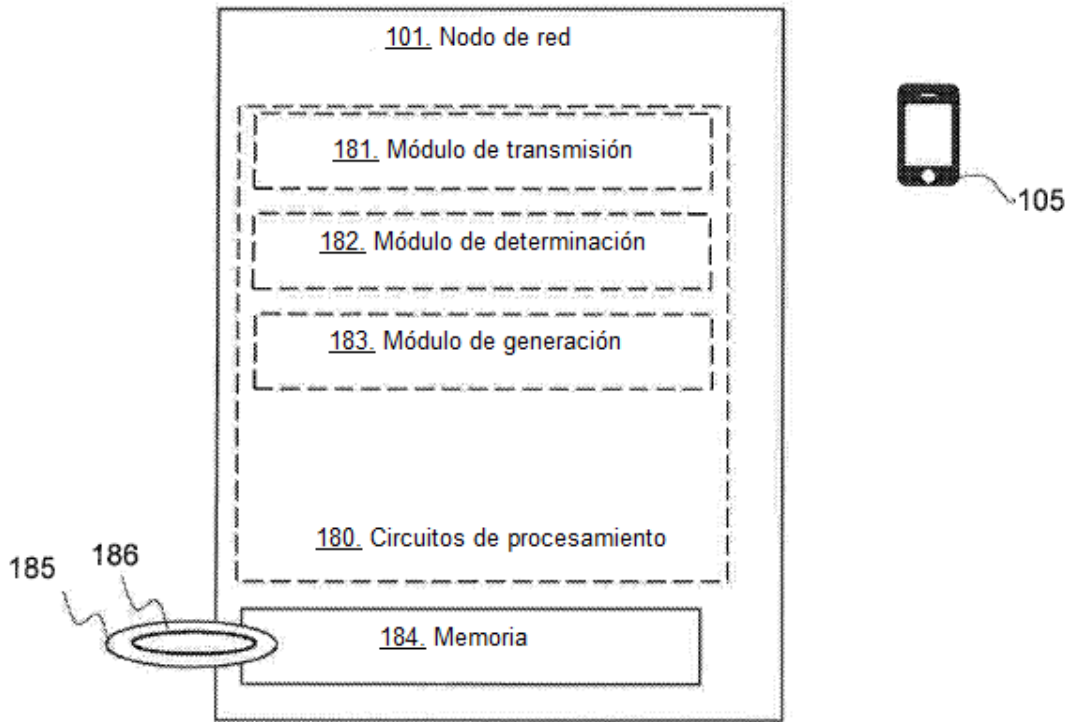 101. Nodo de red
181. Módulo de transmisión
105
182. Módulo de determinación
183. Módulo de generación
180. Circuitos de procesamiento
186
185
184. Memoria